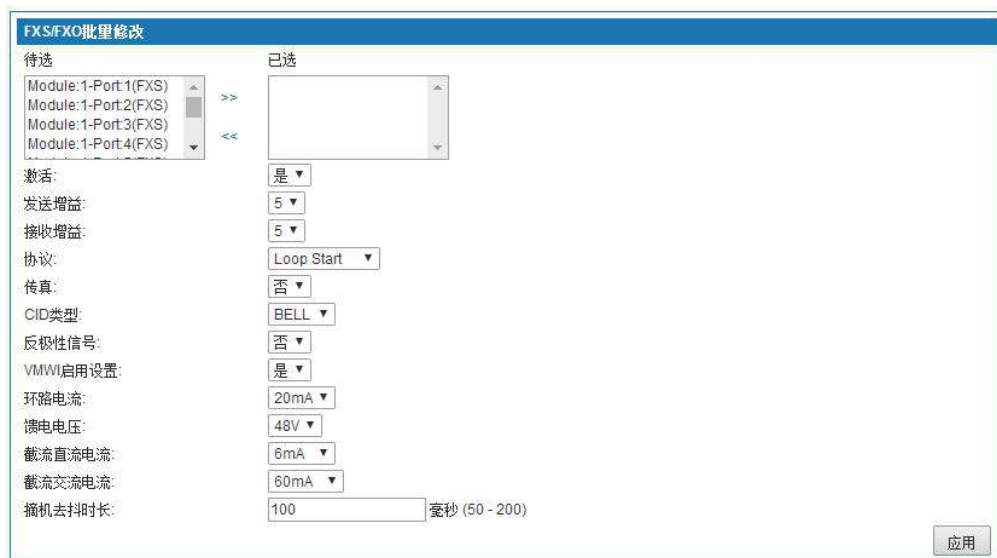 FXS/FXO批量修改
待选 已选
Module:1-Port:1(FXS)
Module:1-Port:2(FXS) >>
Module:1-Port:3(FXS)
Module:1-Port:4(FXS) <<
激活: 是
发送增益: 5
接收增益: 5
协议: Loop Start
传真: 否
CID类型: BELL
反极性信号: 否
VMWI启用设置: 是
环路电流: 20mA
馈电电压: 48V
截流直流电流: 6mA
截流交流电流: 60mA
摘机去抖时长: 100 毫秒 (50 - 200)
应用